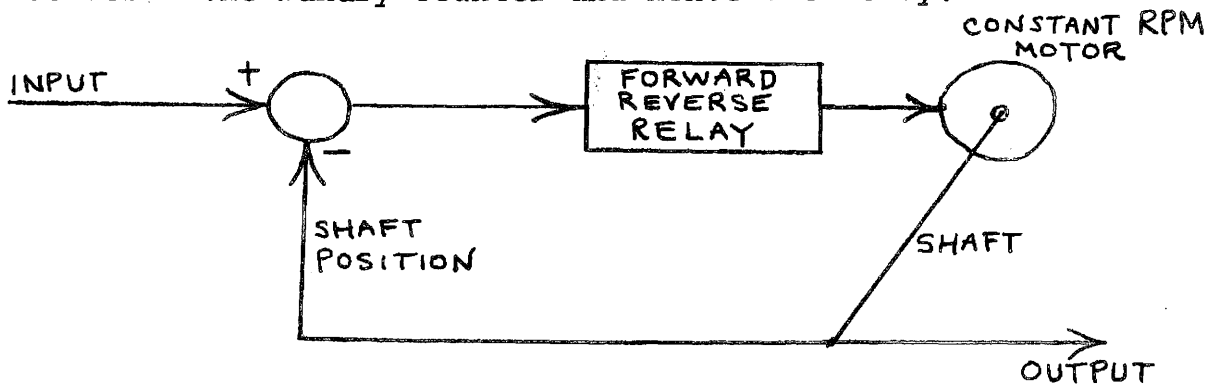 CONSTANT RPM
MOTOR
INPUT
+
FORWARD
REVERSE
RELAY
−
SHAFT
POSITION
SHAFT
OUTPUT